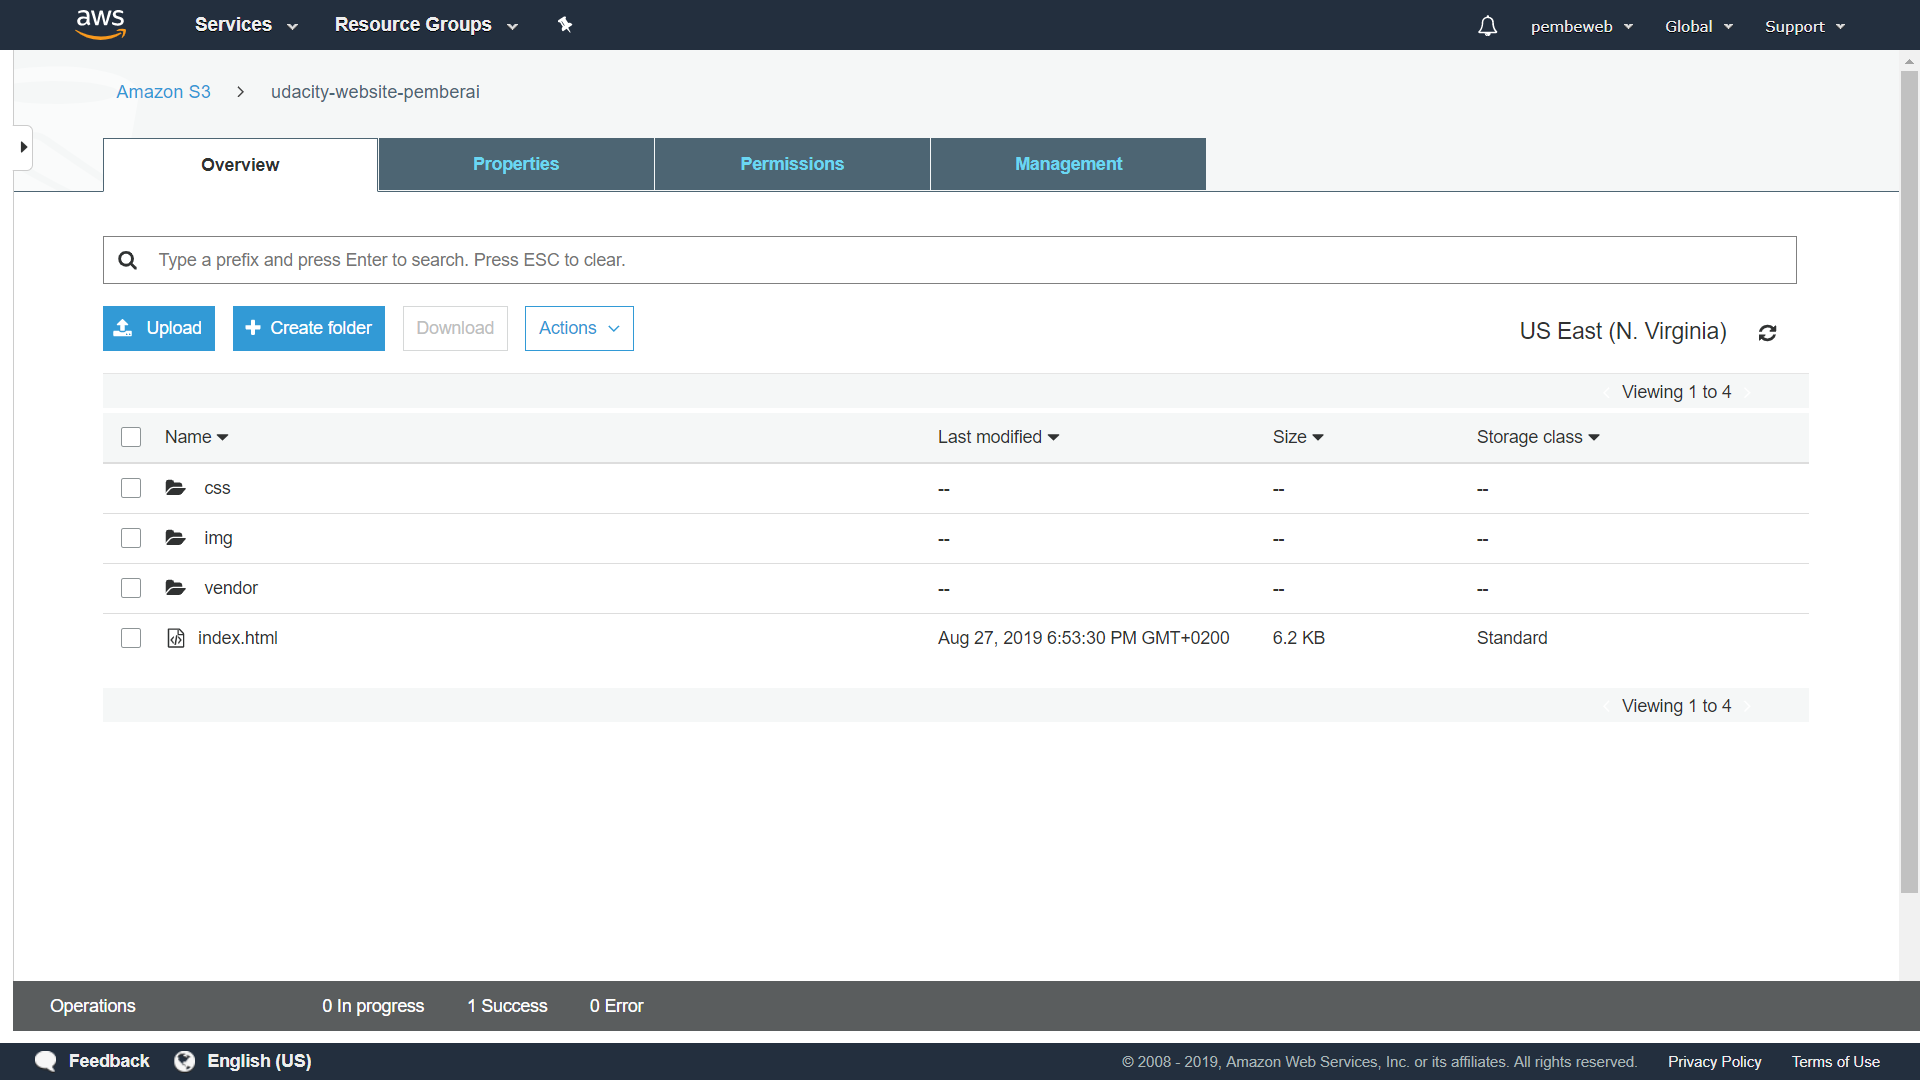 aws Services Resource Groups pembeweb Global Support
Amazon S3 > udacity-website-pemberai
Overview Properties Permissions Management
Type a prefix and press Enter to search. Press ESC to clear.
Upload Create folder Download Actions US East (N. Virginia)
Viewing 1 to 4
Name Last modified Size Storage class
css -- -- --
img -- -- --
vendor -- -- --
index.html Aug 27, 2019 6:53:30 PM GMT+0200 6.2 KB Standard
Viewing 1 to 4
Operations 0 In progress 1 Success 0 Error
Feedback English (US) © 2008 - 2019, Amazon Web Services, Inc. or its affiliates. All rights reserved. Privacy Policy Terms of Use